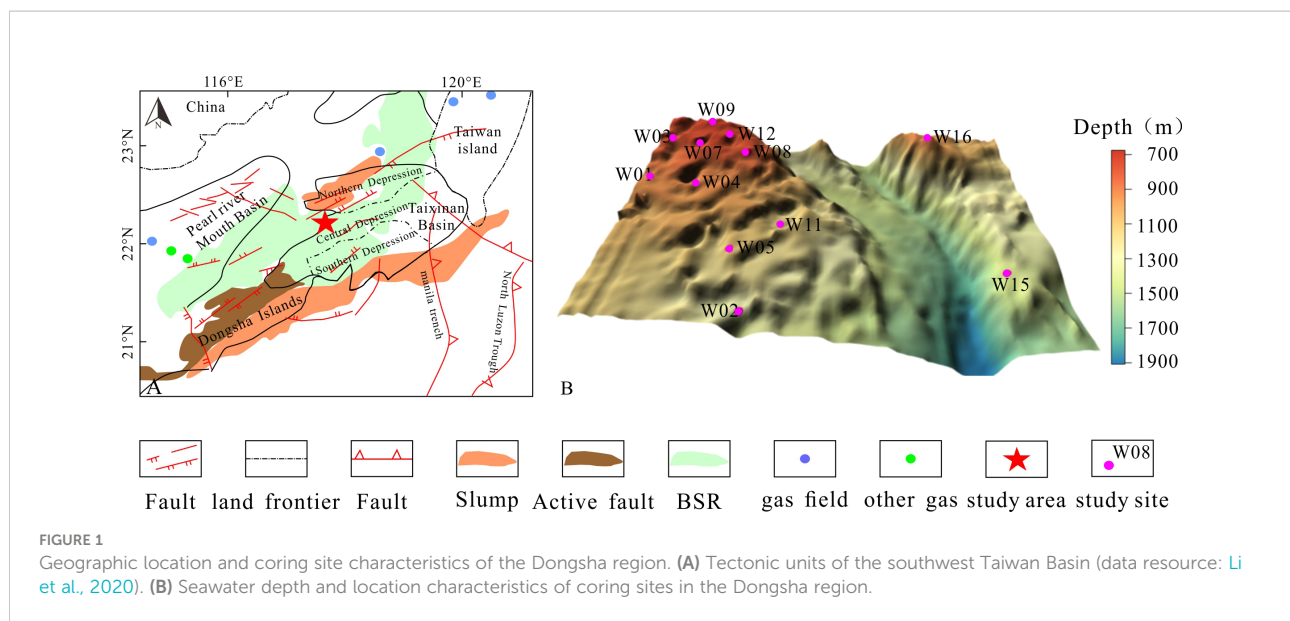 116°E
120°E
China
N
Taiwan
island
23°N
Northern Depression
Pearl river
Mouth Basin
Taixinan
Basin
Central Depression
22°N
Southern Depression
manila trench
North Luzon Trough
Dongsha Islands
21°N
A
W09
W03
W12
W07
W08
W01
W04
W16
W11
W05
W15
W02
B
Depth（m）
700
900
1100
1300
1500
1700
1900
W08
Fault
land frontier
Fault
Slump
Active fault
BSR
gas field
other gas
study area
study site
FIGURE 1
Geographic location and coring site characteristics of the Dongsha region. (A) Tectonic units of the southwest Taiwan Basin (data resource: Li
et al., 2020). (B) Seawater depth and location characteristics of coring sites in the Dongsha region.